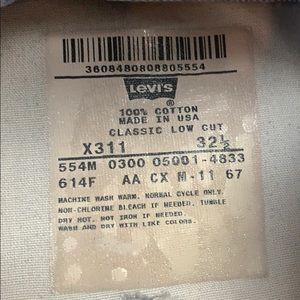 3608480808805554
Levi's
®
100% COTTON
MADE IN USA
CLASSIC LOW CUT
X311 32½
554M 0300 05001-4833
614F AA CX M-11 67
MACHINE WASH WARM. NORMAL CYCLE ONLY.
NON-CHLORINE BLEACH IF NEEDED. TUMBLE
DRY HOT. HOT IRON IF NEEDED.
WASH AND DRY WITH LIKE COLORS.